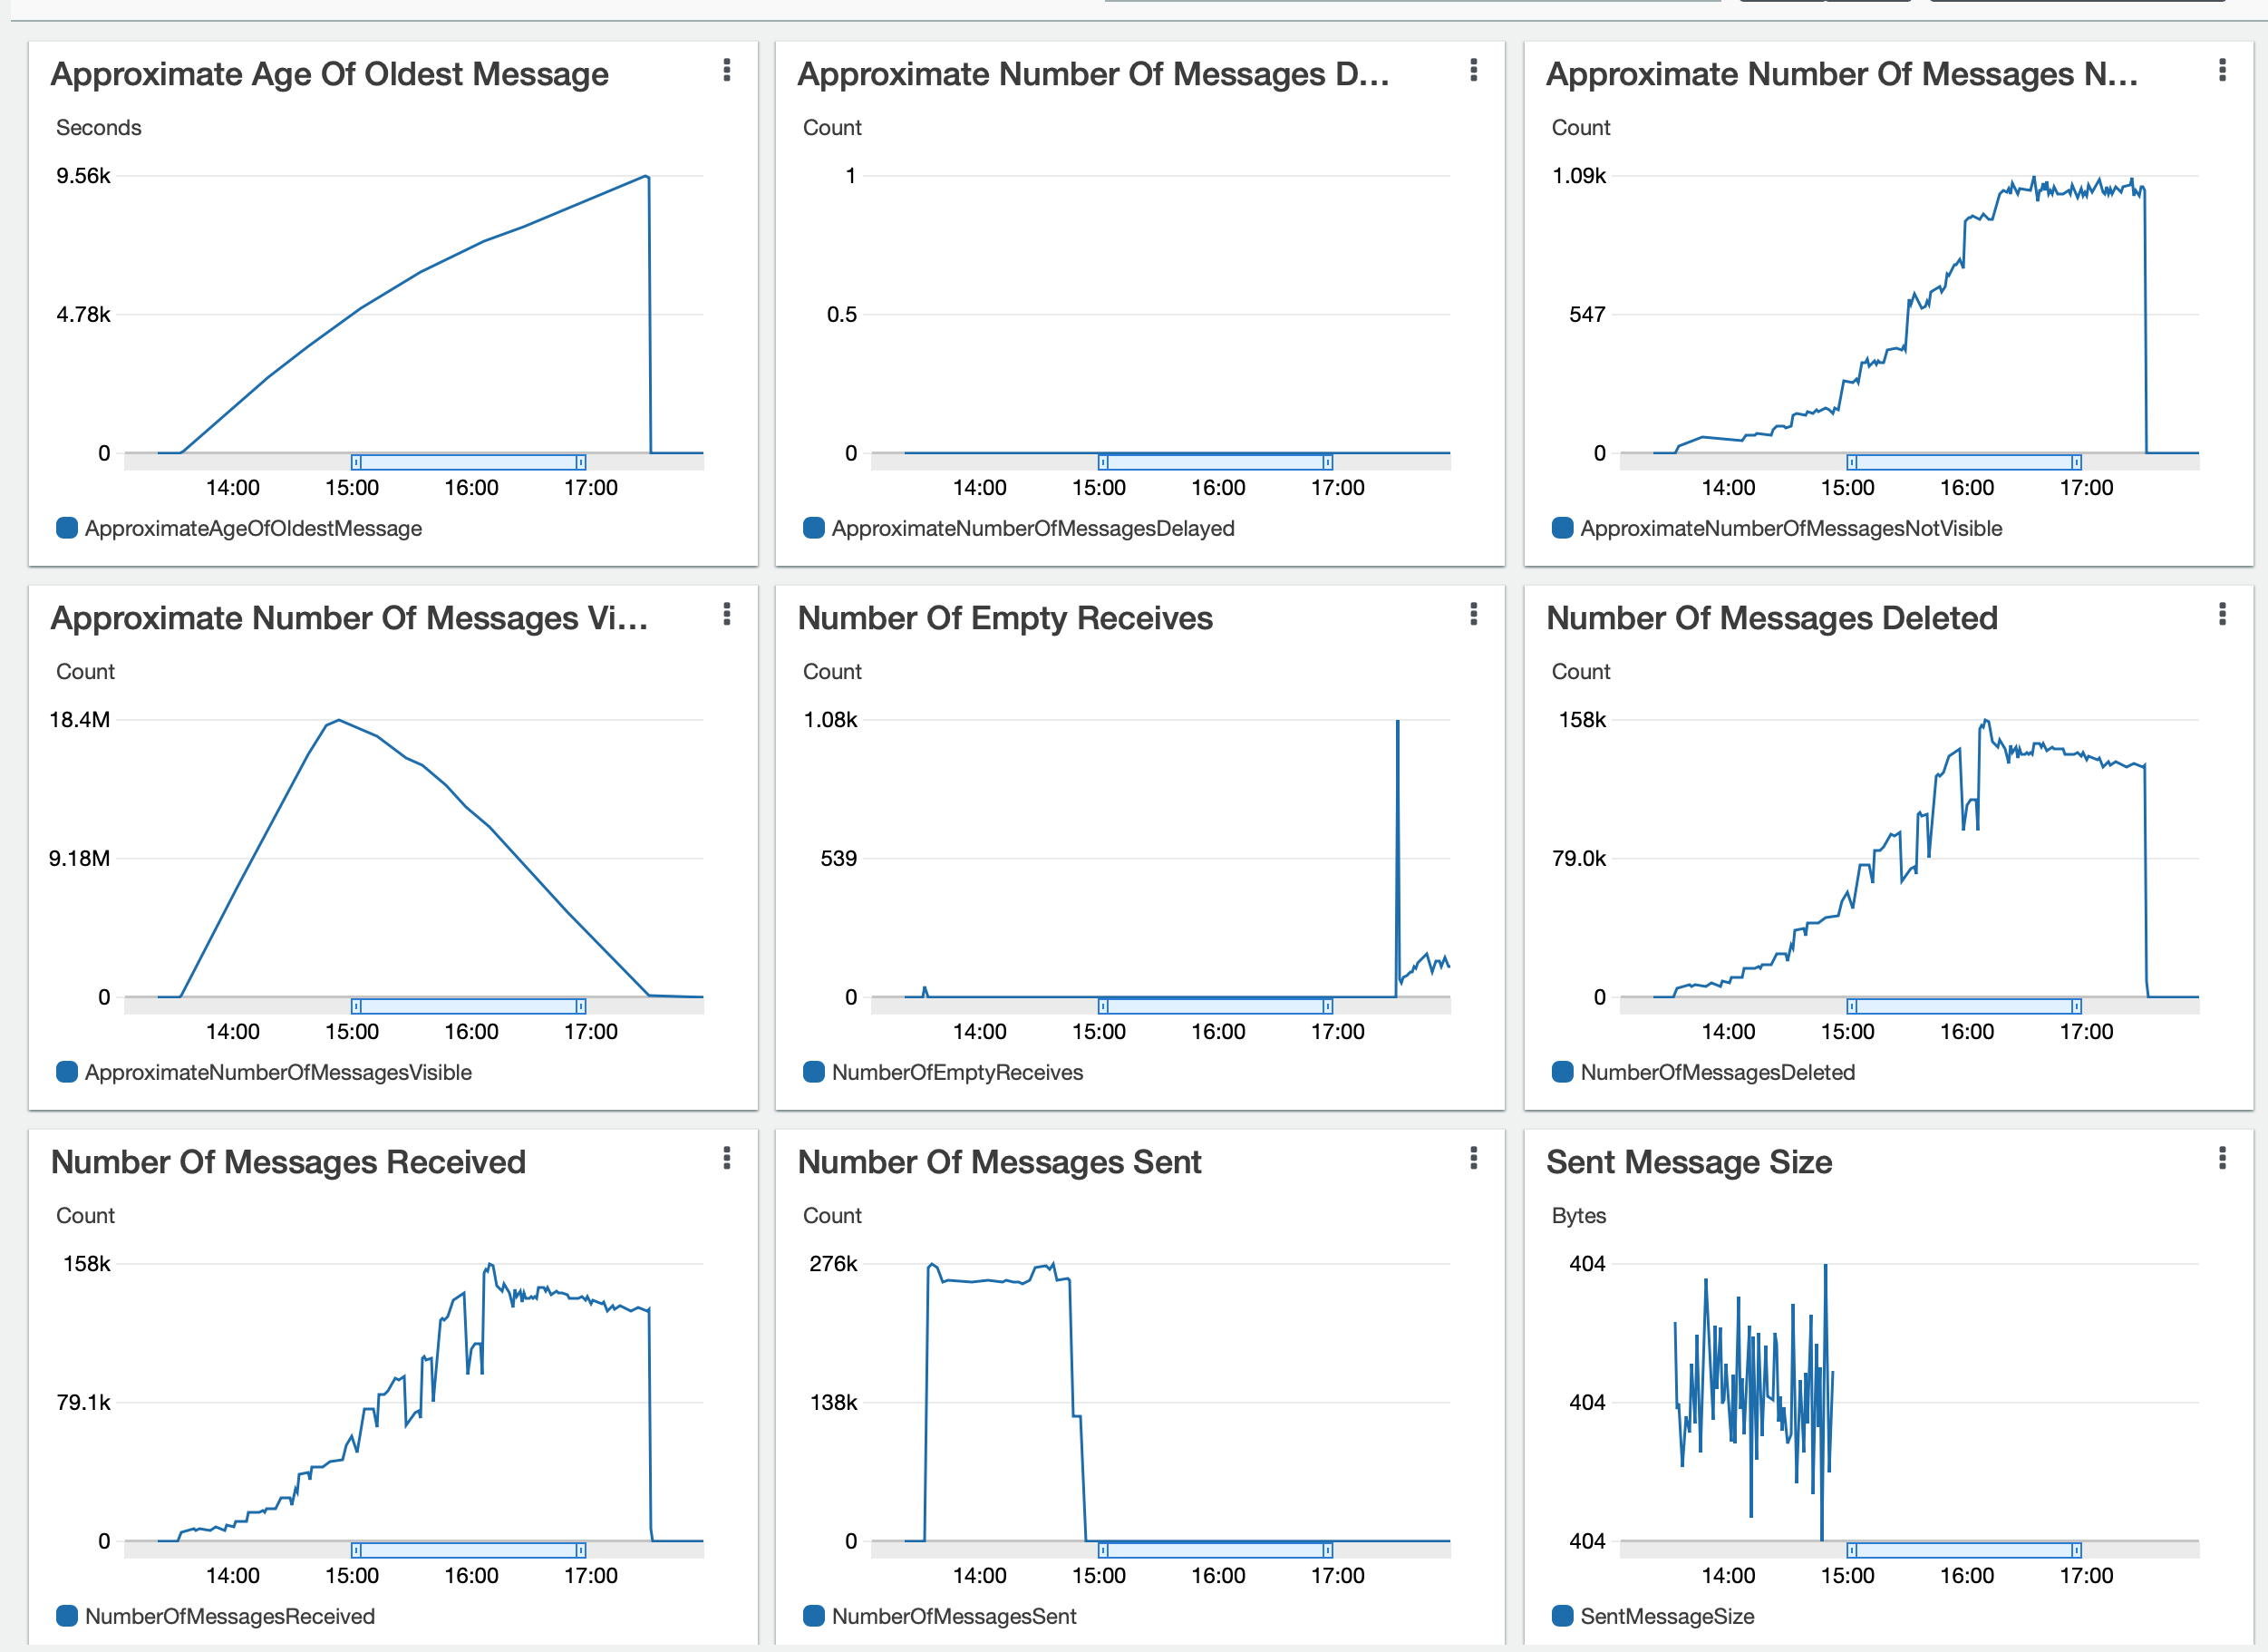 Approximate Age Of Oldest Message
Seconds
9.56k
4.78k
0
14:00 15:00 16:00 17:00
ApproximateAgeOfOldestMessage
Approximate Number Of Messages D...
Count
1
0.5
0
14:00 15:00 16:00 17:00
ApproximateNumberOfMessagesDelayed
Approximate Number Of Messages N...
Count
1.09k
547
0
14:00 15:00 16:00 17:00
ApproximateNumberOfMessagesNotVisible
Approximate Number Of Messages Vi...
Count
18.4M
9.18M
0
14:00 15:00 16:00 17:00
ApproximateNumberOfMessagesVisible
Number Of Empty Receives
Count
1.08k
539
0
14:00 15:00 16:00 17:00
NumberOfEmptyReceives
Number Of Messages Deleted
Count
158k
79.0k
0
14:00 15:00 16:00 17:00
NumberOfMessagesDeleted
Number Of Messages Received
Count
158k
79.1k
0
14:00 15:00 16:00 17:00
NumberOfMessagesReceived
Number Of Messages Sent
Count
276k
138k
0
14:00 15:00 16:00 17:00
NumberOfMessagesSent
Sent Message Size
Bytes
404
404
404
14:00 15:00 16:00 17:00
SentMessageSize